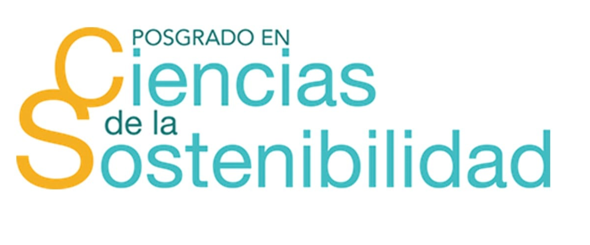 POSGRADO EN
Ciencias
de la
Sostenibilidad